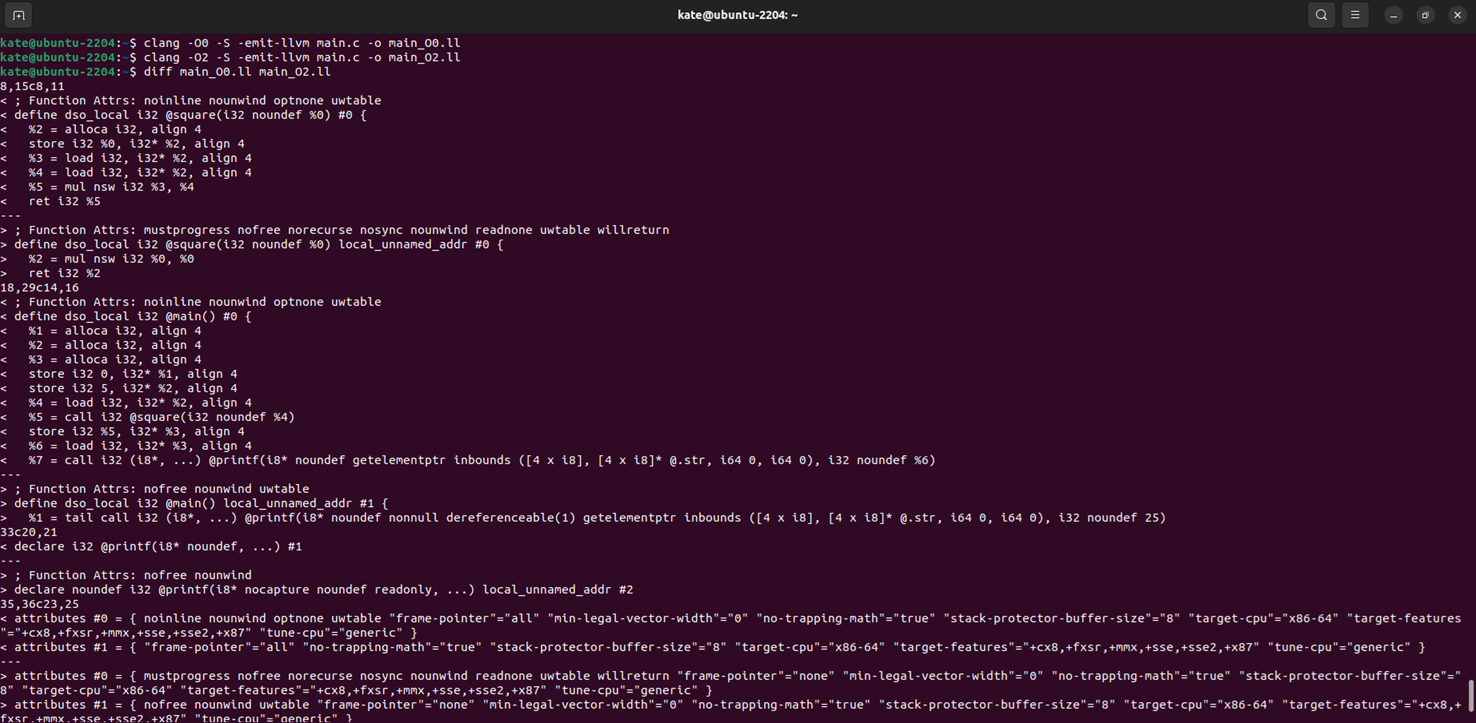 kate@ubuntu-2204: ~
kate@ubuntu-2204:~$ clang -O0 -S -emit-llvm main.c -o main_O0.ll
kate@ubuntu-2204:~$ clang -O2 -S -emit-llvm main.c -o main_O2.ll
kate@ubuntu-2204:~$ diff main_O0.ll main_O2.ll
8,15c8,11
< ; Function Attrs: noinline nounwind optnone uwtable
< define dso_local i32 @square(i32 noundef %0) #0 {
<   %2 = alloca i32, align 4
<   store i32 %0, i32* %2, align 4
<   %3 = load i32, i32* %2, align 4
<   %4 = load i32, i32* %2, align 4
<   %5 = mul nsw i32 %3, %4
<   ret i32 %5
---
> ; Function Attrs: mustprogress nofree norecurse nosync nounwind readnone uwtable willreturn
> define dso_local i32 @square(i32 noundef %0) local_unnamed_addr #0 {
>   %2 = mul nsw i32 %0, %0
>   ret i32 %2
18,29c14,16
< ; Function Attrs: noinline nounwind optnone uwtable
< define dso_local i32 @main() #0 {
<   %1 = alloca i32, align 4
<   %2 = alloca i32, align 4
<   %3 = alloca i32, align 4
<   store i32 0, i32* %1, align 4
<   store i32 5, i32* %2, align 4
<   %4 = load i32, i32* %2, align 4
<   %5 = call i32 @square(i32 noundef %4)
<   store i32 %5, i32* %3, align 4
<   %6 = load i32, i32* %3, align 4
<   %7 = call i32 (i8*, ...) @printf(i8* noundef getelementptr inbounds ([4 x i8], [4 x i8]* @.str, i64 0, i64 0), i32 noundef %6)
---
> ; Function Attrs: nofree nounwind uwtable
> define dso_local i32 @main() local_unnamed_addr #1 {
>   %1 = tail call i32 (i8*, ...) @printf(i8* noundef nonnull dereferenceable(1) getelementptr inbounds ([4 x i8], [4 x i8]* @.str, i64 0, i64 0), i32 noundef 25)
33c20,21
< declare i32 @printf(i8* noundef, ...) #1
---
> ; Function Attrs: nofree nounwind
> declare noundef i32 @printf(i8* nocapture noundef readonly, ...) local_unnamed_addr #2
35,36c23,25
< attributes #0 = { noinline nounwind optnone uwtable "frame-pointer"="all" "min-legal-vector-width"="0" "no-trapping-math"="true" "stack-protector-buffer-size"="8" "target-cpu"="x86-64" "target-features
"="+cx8,+fxsr,+mmx,+sse,+sse2,+x87" "tune-cpu"="generic" }
< attributes #1 = { "frame-pointer"="all" "no-trapping-math"="true" "stack-protector-buffer-size"="8" "target-cpu"="x86-64" "target-features"="+cx8,+fxsr,+mmx,+sse,+sse2,+x87" "tune-cpu"="generic" }
---
> attributes #0 = { mustprogress nofree norecurse nosync nounwind readnone uwtable willreturn "frame-pointer"="none" "min-legal-vector-width"="0" "no-trapping-math"="true" "stack-protector-buffer-size"="
8" "target-cpu"="x86-64" "target-features"="+cx8,+fxsr,+mmx,+sse,+sse2,+x87" "tune-cpu"="generic" }
> attributes #1 = { nofree nounwind uwtable "frame-pointer"="none" "min-legal-vector-width"="0" "no-trapping-math"="true" "stack-protector-buffer-size"="8" "target-cpu"="x86-64" "target-features"="+cx8,+
fxsr,+mmx,+sse,+sse2,+x87" "tune-cpu"="generic" }